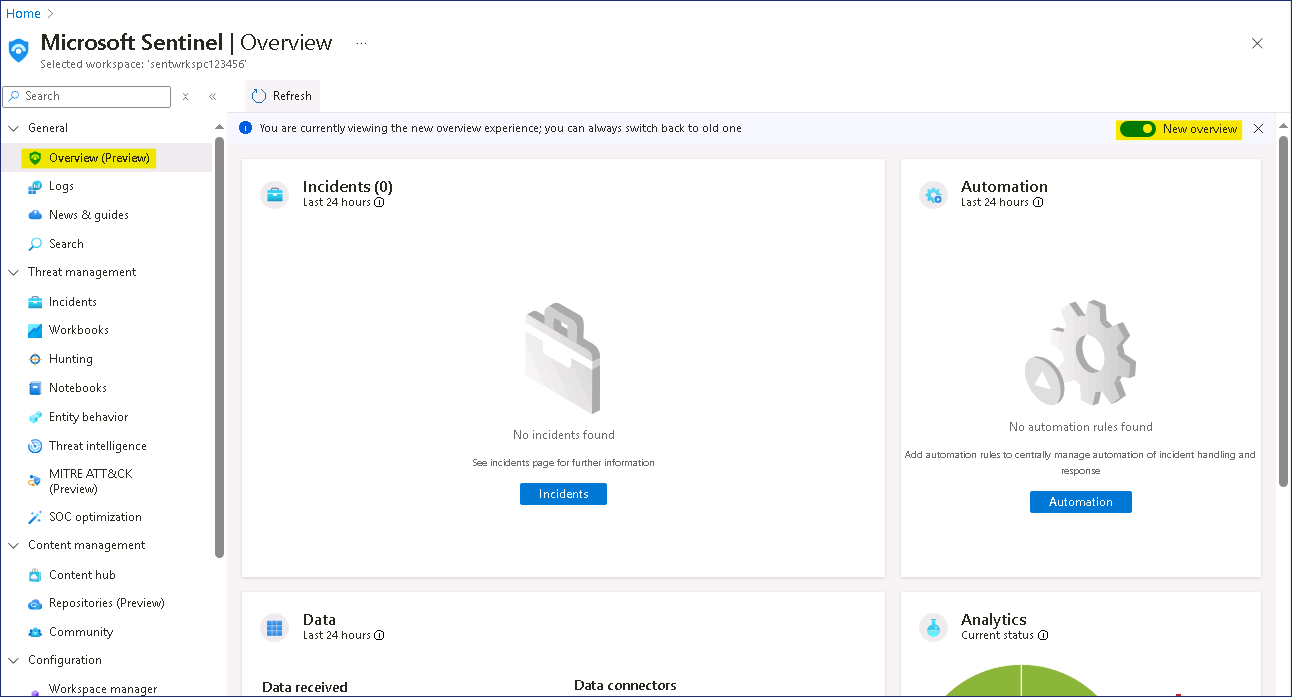 Home
Microsoft Sentinel | Overview ...
Selected workspace: 'sentwrkspc123456'
Search
Refresh
General
Overview (Preview)
Logs
News & guides
Search
Threat management
Incidents
Workbooks
Hunting
Notebooks
Entity behavior
Threat intelligence
MITRE ATT&CK
(Preview)
SOC optimization
Content management
Content hub
Repositories (Preview)
Community
Configuration
Workspace manager
You are currently viewing the new overview experience; you can always switch back to old one
New overview
Incidents (0)
Last 24 hours
No incidents found
See incidents page for further information
Incidents
Automation
Last 24 hours
No automation rules found
Add automation rules to centrally manage automation of incident handling and
response
Automation
Data
Last 24 hours
Data received
Data connectors
Analytics
Current status